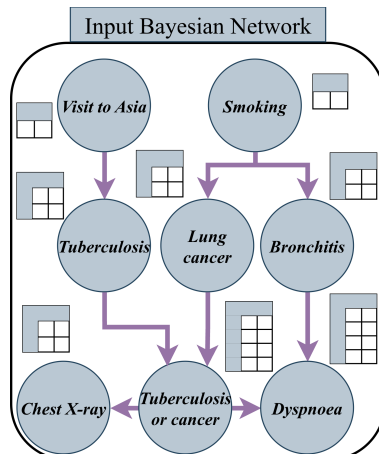 Input Bayesian Network
Visit to Asia
Smoking
Tuberculosis
Lung
cancer
Bronchitis
Chest X-ray
Tuberculosis
or cancer
Dyspnoea